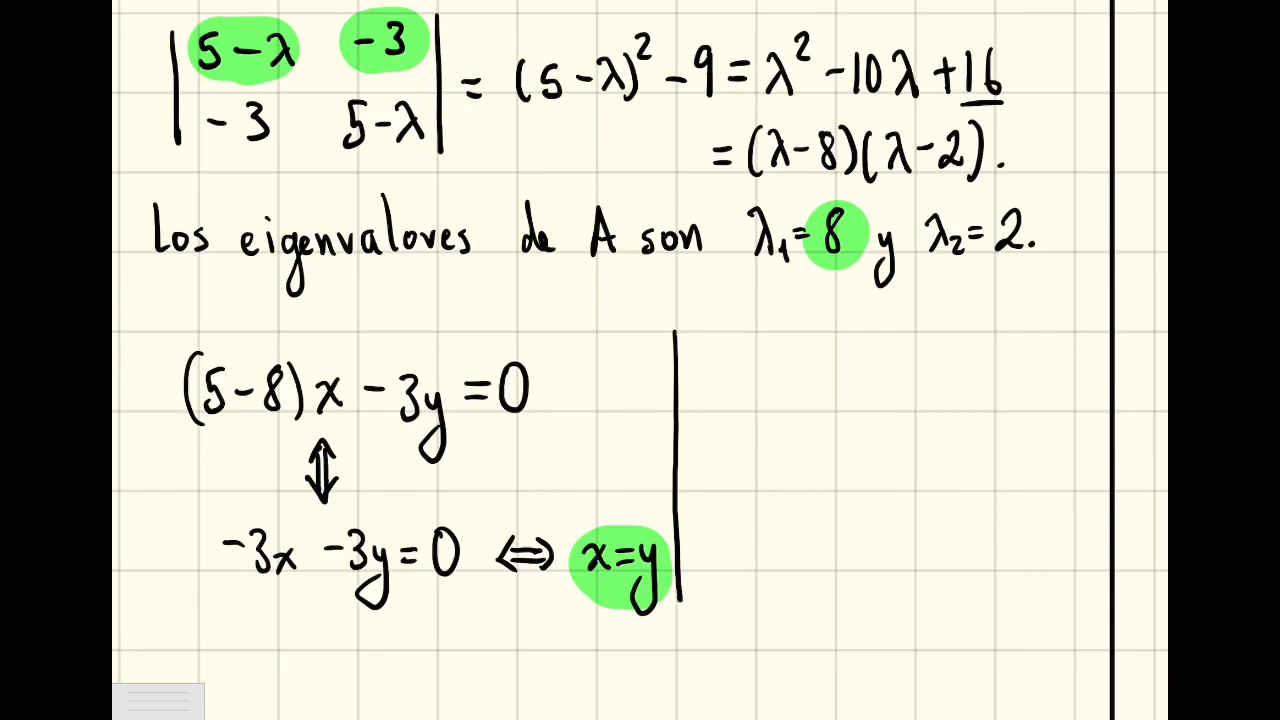 | 5-λ -3 | = (5-λ)² - 9 = λ² - 10λ + 16
| -3 5-λ |
= (λ-8)(λ-2).
Los eigenvalores de A son λ₁=8 y λ₂=2.
(5-8)x - 3y = 0
⇕
-3x -3y = 0 ⇔ x=y